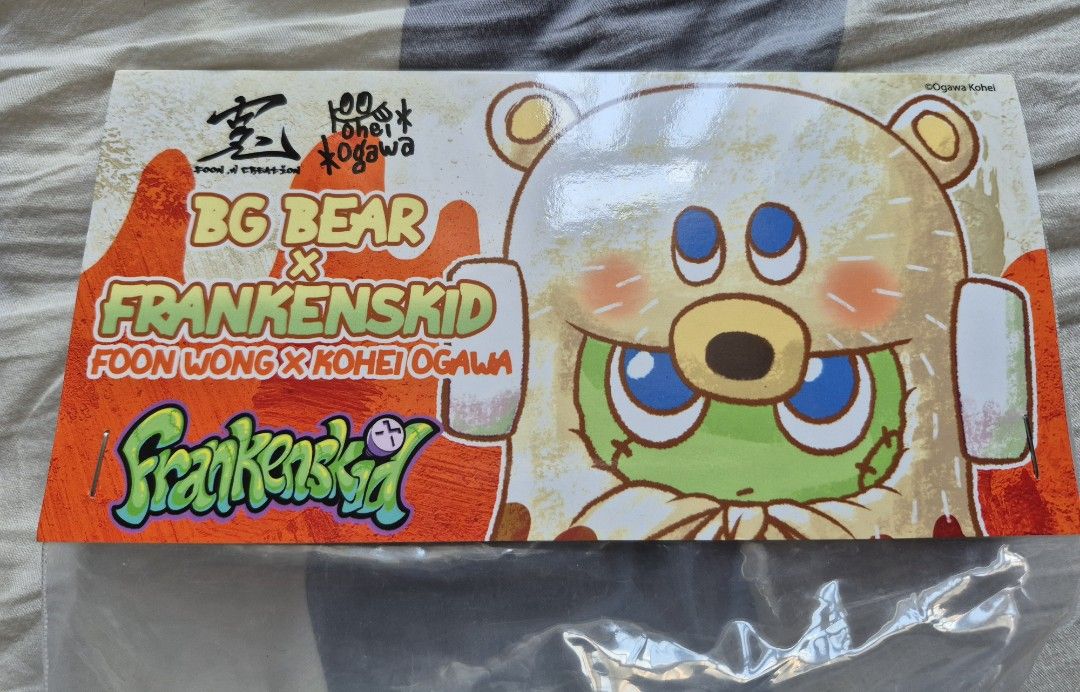 ©Ogawa Kohei
FOON.W CREATION
Kohei
Ogawa
BG BEAR
X
FRANKENSKID
FOON WONG X KOHEI OGAWA
Frankenskid